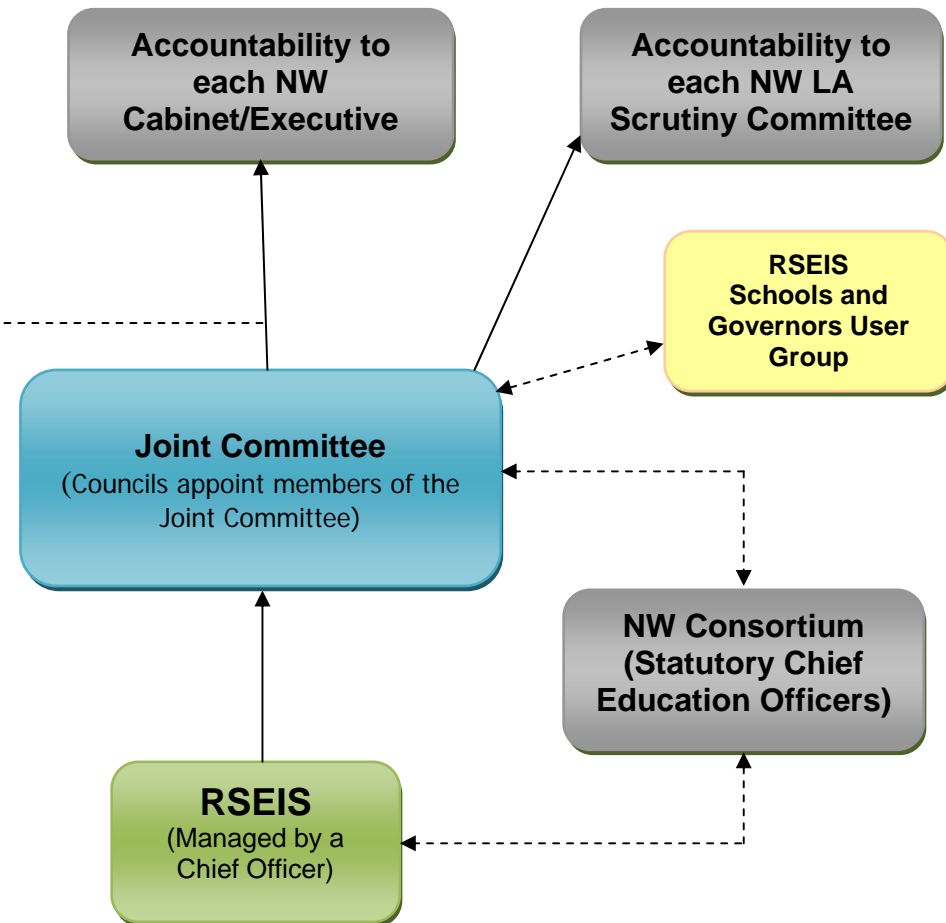 Accountability to
each NW
Cabinet/Executive
Accountability to
each NW LA
Scrutiny Committee
RSEIS
Schools and
Governors User
Group
Joint Committee
(Councils appoint members of the
Joint Committee)
NW Consortium
(Statutory Chief
Education Officers)
RSEIS
(Managed by a
Chief Officer)